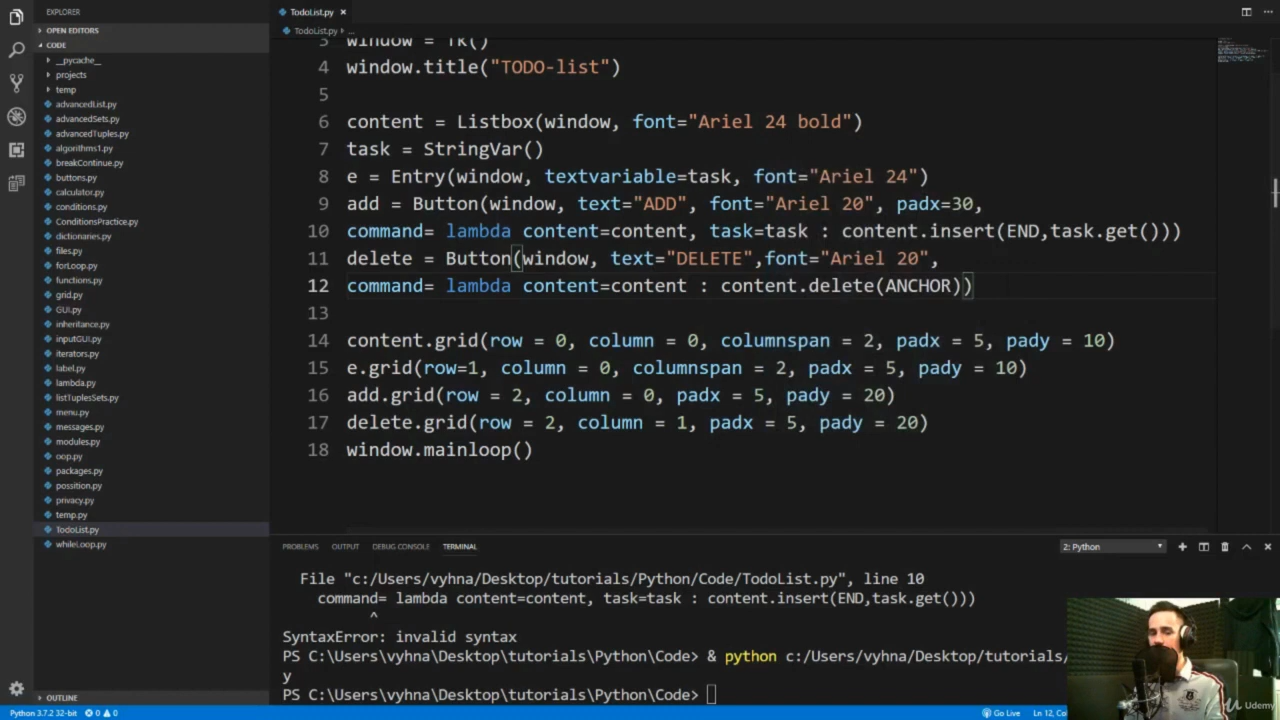 EXPLORER
OPEN EDITORS
CODE
__pycache__
projects
temp
advancedList.py
advancedSets.py
advancedTuples.py
algorithms1.py
breakContinue.py
buttons.py
calculator.py
conditions.py
ConditionsPractice.py
dictionaries.py
files.py
forLoop.py
functions.py
grid.py
GUI.py
inheritance.py
inputGUI.py
iterators.py
label.py
lambda.py
listTuplesSets.py
menu.py
messages.py
modules.py
oop.py
packages.py
possition.py
privacy.py
temp.py
TodoList.py
whileLoop.py
OUTLINE
TodoList.py ×
TodoList.py › ...
3 window = Tk()
4 window.title("TODO-list")
5
6 content = Listbox(window, font="Ariel 24 bold")
7 task = StringVar()
8 e = Entry(window, textvariable=task, font="Ariel 24")
9 add = Button(window, text="ADD", font="Ariel 20", padx=30,
10 command= lambda content=content, task=task : content.insert(END,task.get()))
11 delete = Button(window, text="DELETE",font="Ariel 20",
12 command= lambda content=content : content.delete(ANCHOR))
13
14 content.grid(row = 0, column = 0, columnspan = 2, padx = 5, pady = 10)
15 e.grid(row=1, column = 0, columnspan = 2, padx = 5, pady = 10)
16 add.grid(row = 2, column = 0, padx = 5, pady = 20)
17 delete.grid(row = 2, column = 1, padx = 5, pady = 20)
18 window.mainloop()
PROBLEMS OUTPUT DEBUG CONSOLE TERMINAL 2: Python
File "c:/Users/vyhna/Desktop/tutorials/Python/Code/TodoList.py", line 10
command= lambda content=content, task=task : content.insert(END,task.get()))
^
SyntaxError: invalid syntax
PS C:\Users\vyhna\Desktop\tutorials\Python\Code> & python c:/Users/vyhna/Desktop/tutorials/
y
PS C:\Users\vyhna\Desktop\tutorials\Python\Code>
Python 3.7.2 32-bit 0 0 Go Live Ln 12, Co
Udemy